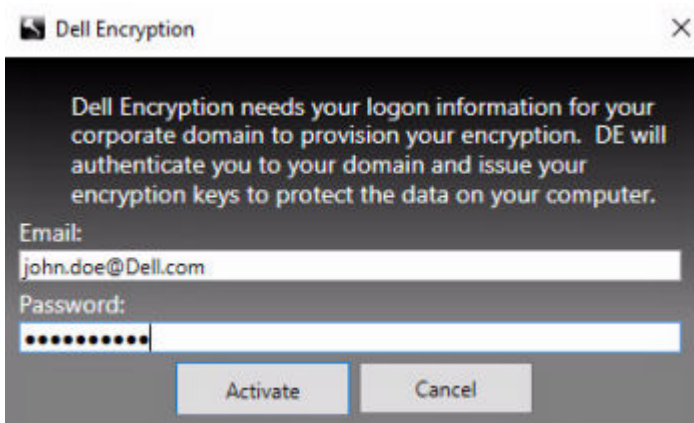 Dell Encryption
Dell Encryption needs your logon information for your
corporate domain to provision your encryption.  DE will
authenticate you to your domain and issue your
encryption keys to protect the data on your computer.
Email:
john.doe@Dell.com
Password:
●●●●●●●●●●
Activate Cancel